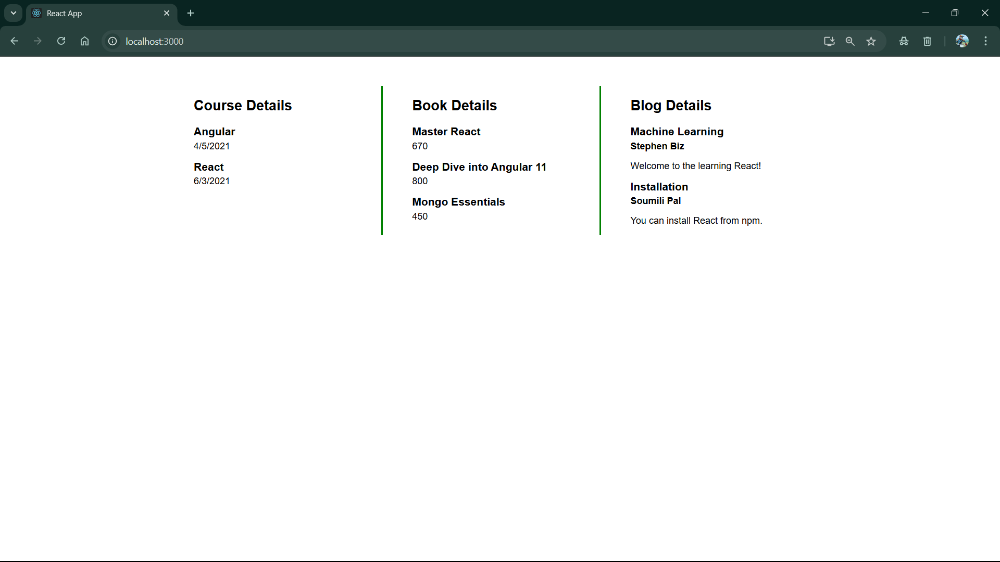 React App
localhost:3000
Course Details
Angular
4/5/2021
React
6/3/2021
Book Details
Master React
670
Deep Dive into Angular 11
800
Mongo Essentials
450
Blog Details
Machine Learning
Stephen Biz
Welcome to the learning React!
Installation
Soumili Pal
You can install React from npm.